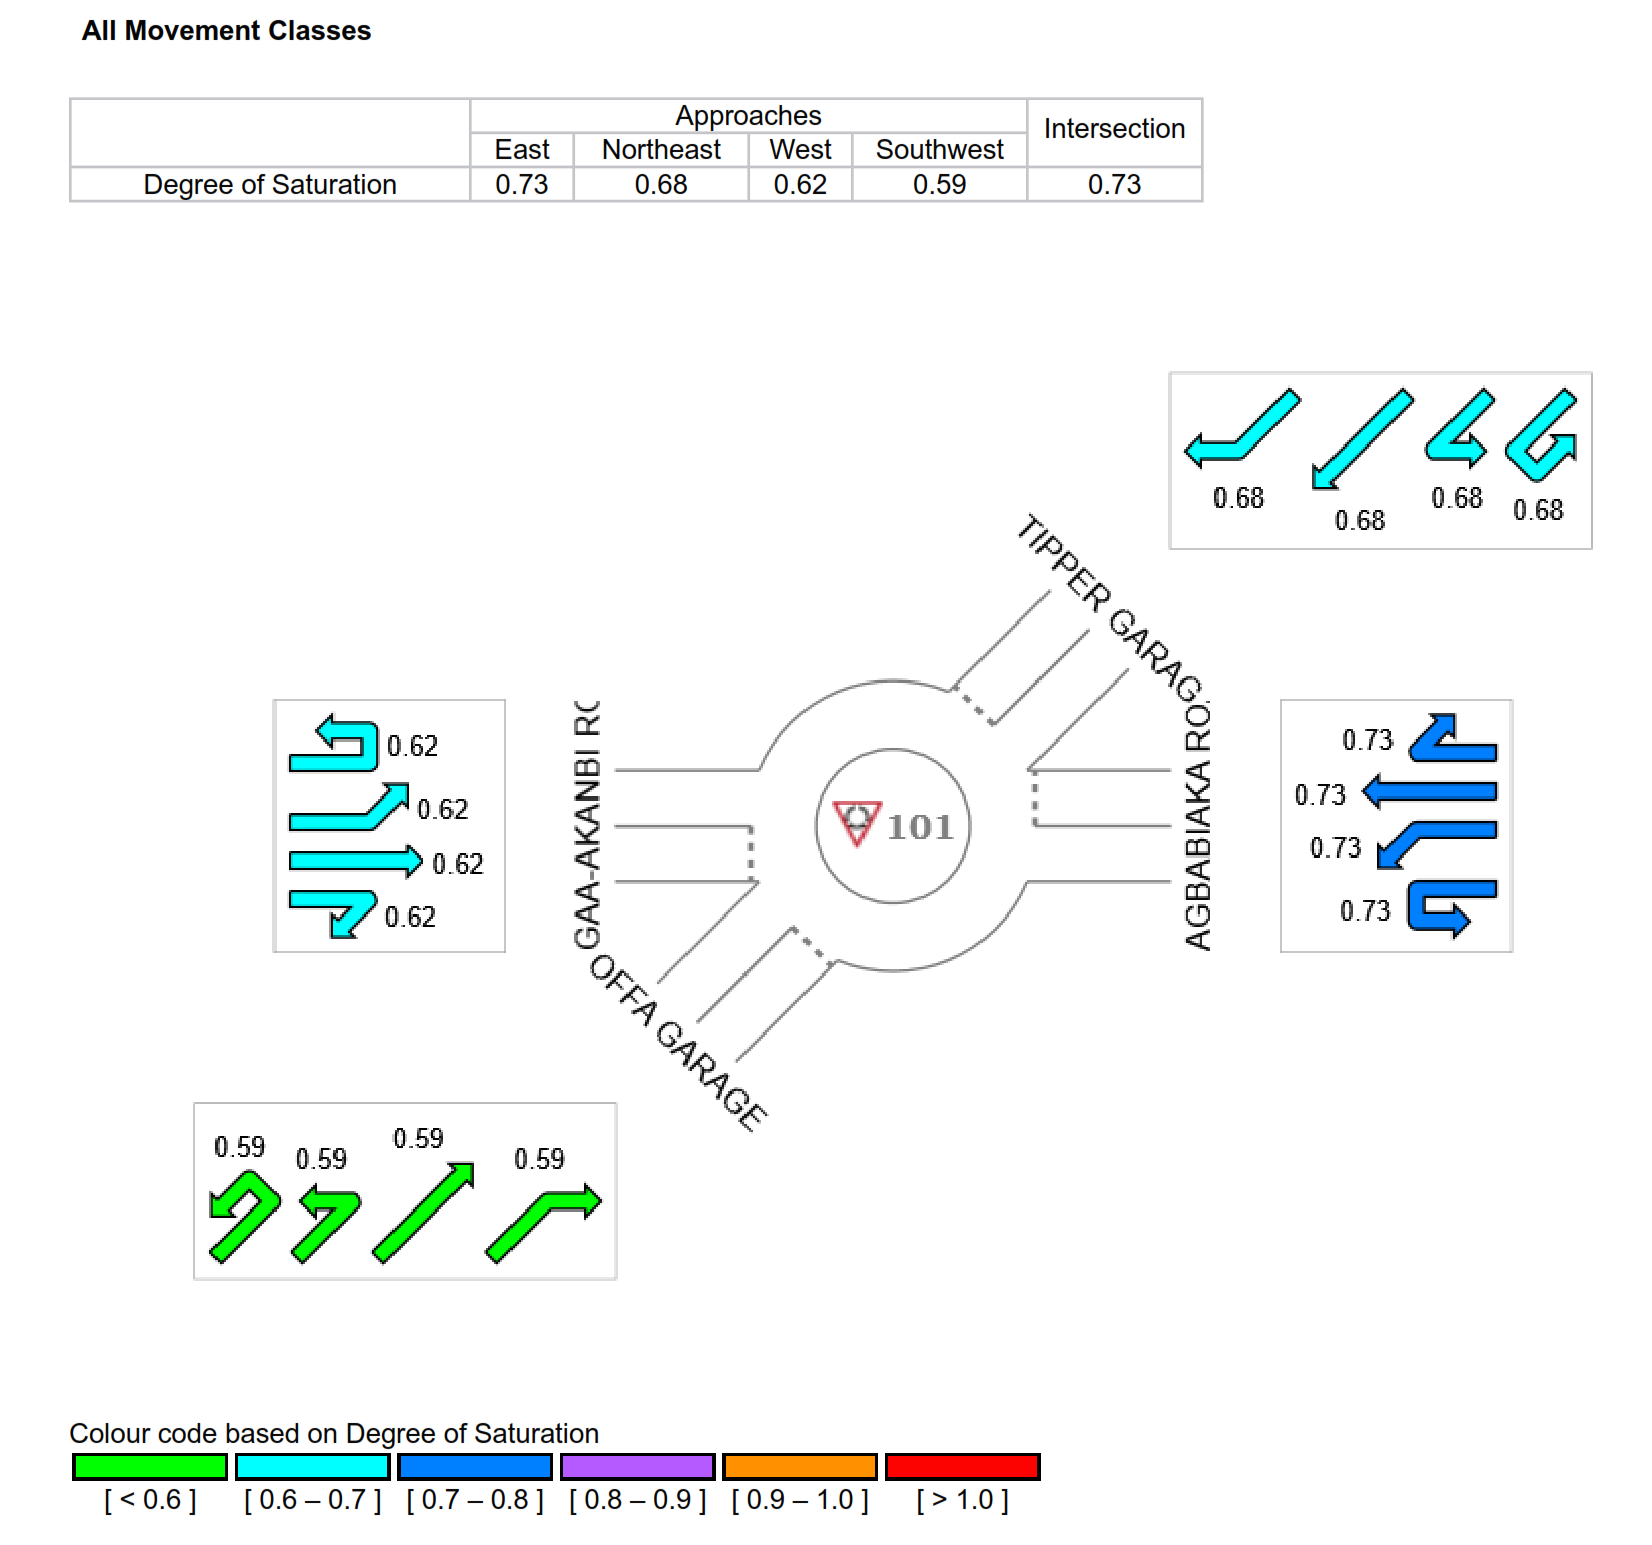 All Movement Classes
Approaches
Intersection
East Northeast West Southwest
Degree of Saturation 0.73 0.68 0.62 0.59 0.73
0.68 0.68 0.68 0.68
TIPPER GARAG
GAA-AKANBI
0.62
0.62
0.62
0.62
101
AGBABIAKA
0.73
0.73
0.73
0.73
OFFA GARAGE
0.59 0.59 0.59 0.59
Colour code based on Degree of Saturation
[ < 0.6 ] [ 0.6 – 0.7 ] [ 0.7 – 0.8 ] [ 0.8 – 0.9 ] [ 0.9 – 1.0 ] [ > 1.0 ]